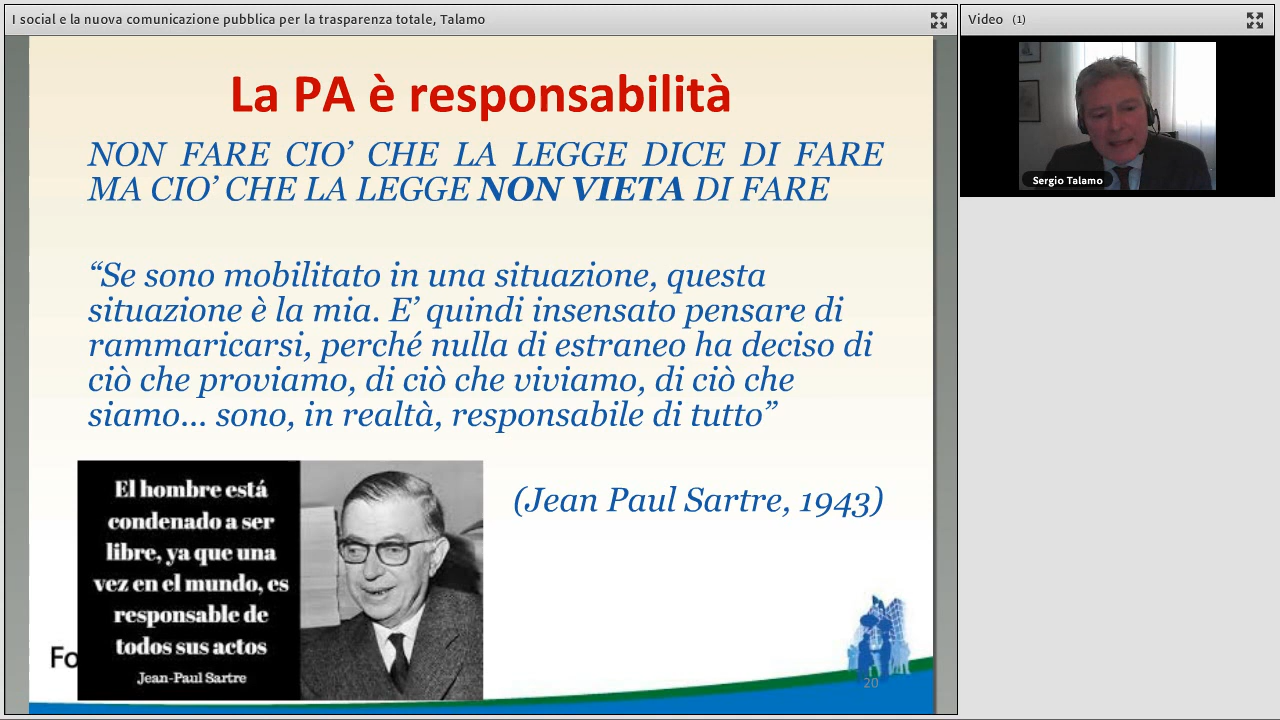 I social e la nuova comunicazione pubblica per la trasparenza totale, Talamo
Video (1)
Sergio Talamo
La PA è responsabilità
NON FARE CIO’ CHE LA LEGGE DICE DI FARE
MA CIO’ CHE LA LEGGE NON VIETA DI FARE
“Se sono mobilitato in una situazione, questa
situazione è la mia. E’ quindi insensato pensare di
rammaricarsi, perché nulla di estraneo ha deciso di
ciò che proviamo, di ciò che viviamo, di ciò che
siamo… sono, in realtà, responsabile di tutto”
(Jean Paul Sartre, 1943)
El hombre está
condenado a ser
libre, ya que una
vez en el mundo, es
responsable de
todos sus actos
Jean-Paul Sartre
Fo
20